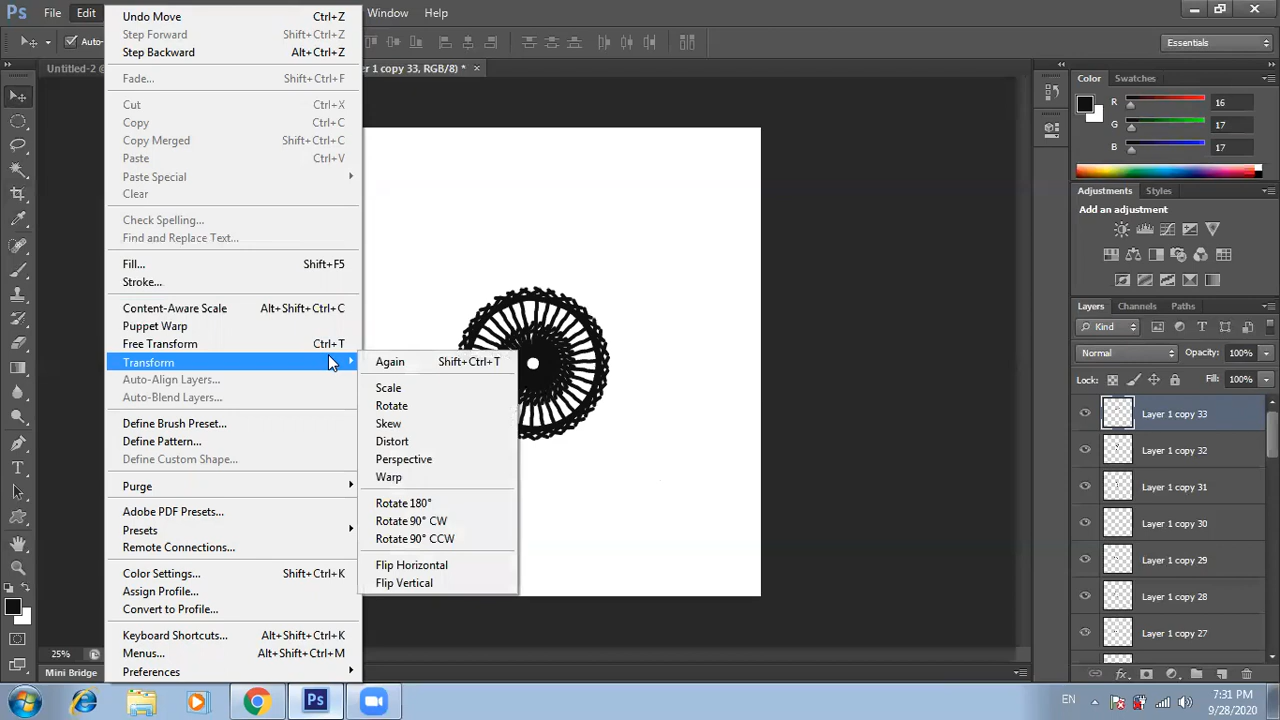 Ps File Edit Window Help
Undo Move Ctrl+Z
Step Forward Shift+Ctrl+Z
Step Backward Alt+Ctrl+Z
Fade... Shift+Ctrl+F
Cut Ctrl+X
Copy Ctrl+C
Copy Merged Shift+Ctrl+C
Paste Ctrl+V
Paste Special
Clear
Check Spelling...
Find and Replace Text...
Fill... Shift+F5
Stroke...
Content-Aware Scale Alt+Shift+Ctrl+C
Puppet Warp
Free Transform Ctrl+T
Transform
Auto-Align Layers...
Auto-Blend Layers...
Define Brush Preset...
Define Pattern...
Define Custom Shape...
Purge
Adobe PDF Presets...
Presets
Remote Connections...
Color Settings... Shift+Ctrl+K
Assign Profile...
Convert to Profile...
Keyboard Shortcuts... Alt+Shift+Ctrl+K
Menus... Alt+Shift+Ctrl+M
Preferences
Again Shift+Ctrl+T
Scale
Rotate
Skew
Distort
Perspective
Warp
Rotate 180°
Rotate 90° CW
Rotate 90° CCW
Flip Horizontal
Flip Vertical
Auto-
Untitled-2 @
1 copy 33, RGB/8) *
Essentials
Color Swatches
R 16
G 17
B 17
Adjustments Styles
Add an adjustment
Layers Channels Paths
Kind
Normal Opacity: 100%
Lock: Fill: 100%
Layer 1 copy 33
Layer 1 copy 32
Layer 1 copy 31
Layer 1 copy 30
Layer 1 copy 29
Layer 1 copy 28
Layer 1 copy 27
25%
Mini Bridge
Ps
EN
7:31 PM
9/28/2020